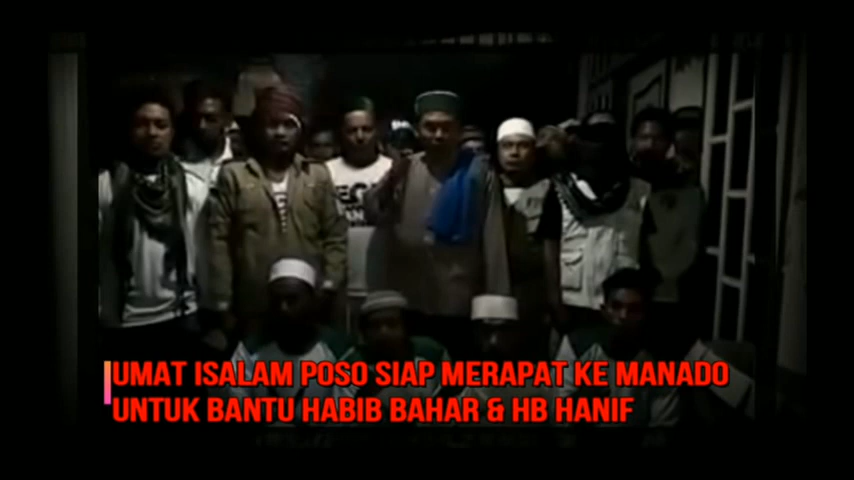 UMAT ISALAM POSO SIAP MERAPAT KE MANADO
UNTUK BANTU HABIB BAHAR & HB HANIF